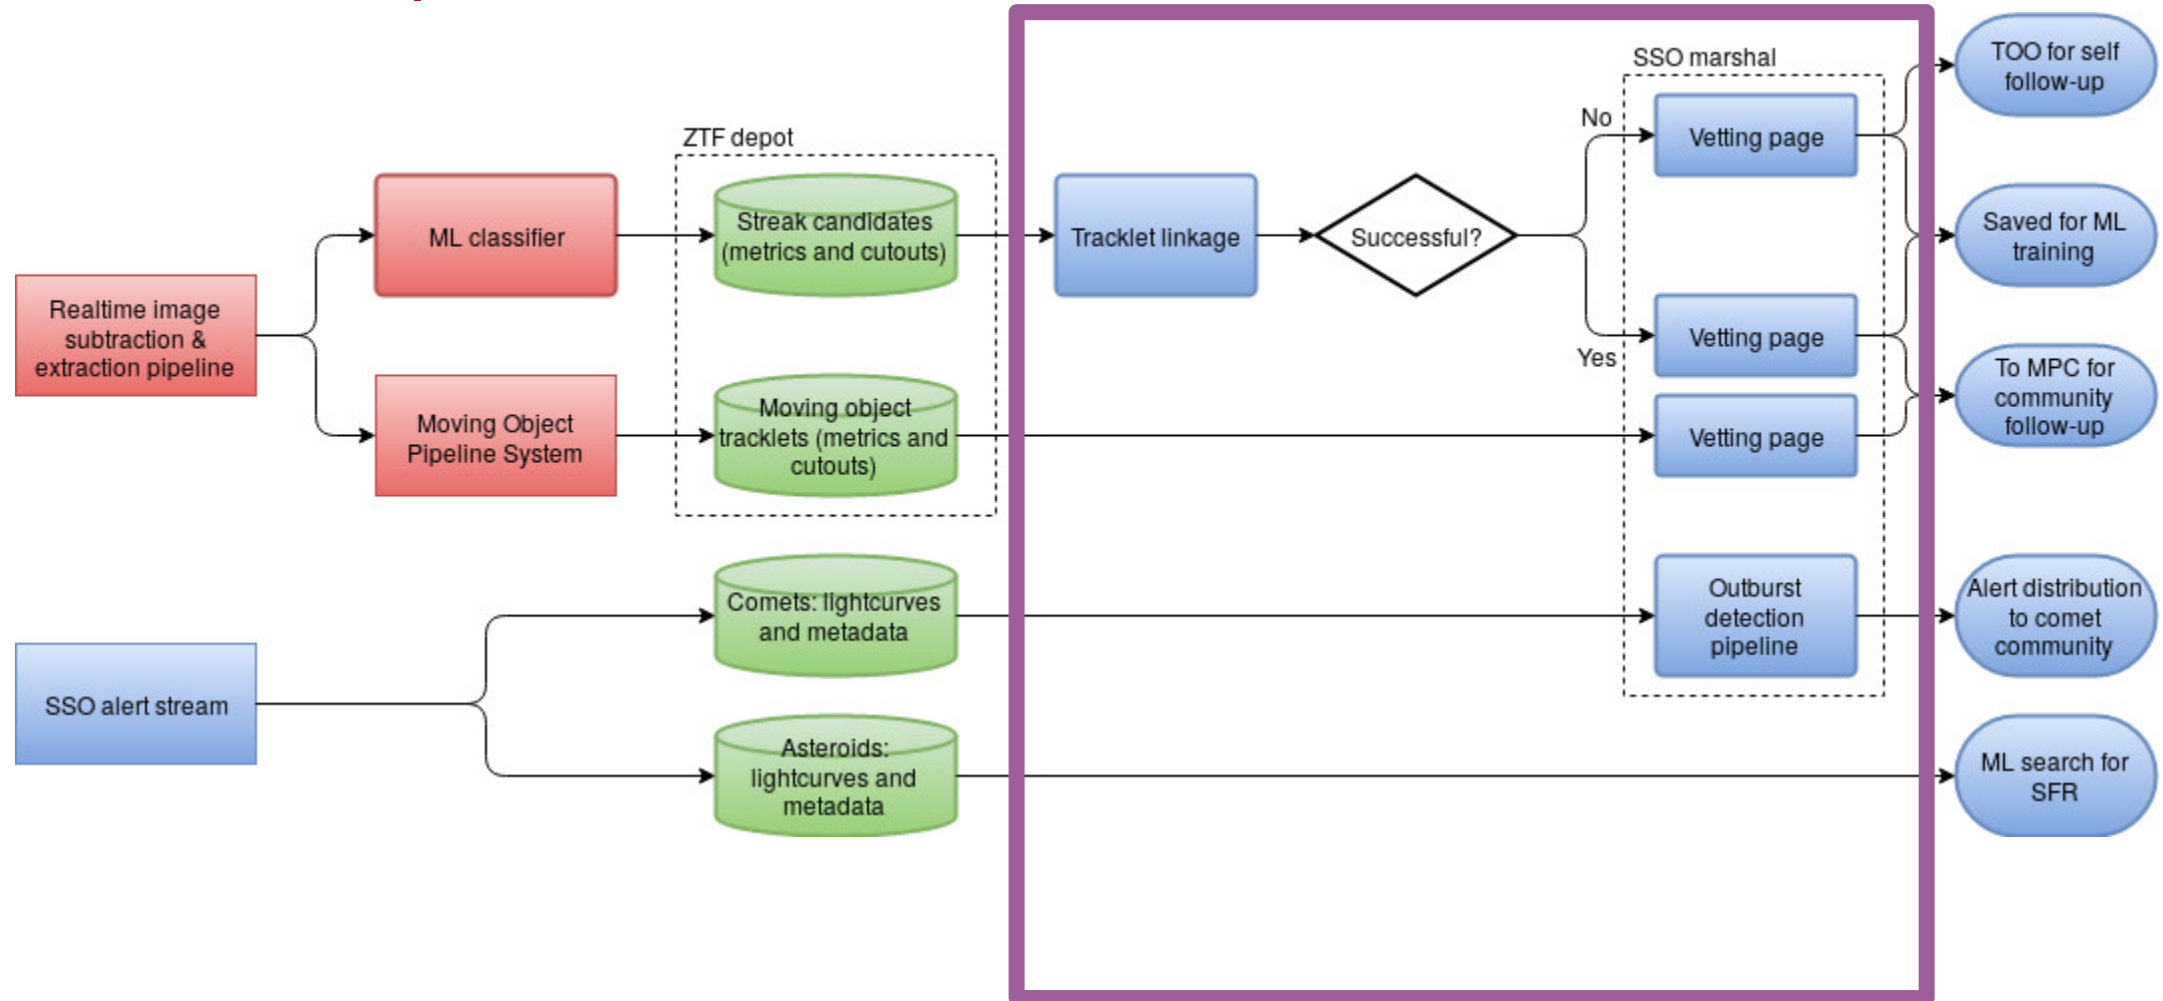 SSO marshal
TOO for self
follow-up
No
Vetting page
ZTF depot
ML classifier
Streak candidates
(metrics and cutouts)
Tracklet linkage
Successful?
Saved for ML
training
Realtime image
subtraction &
extraction pipeline
Vetting page
Yes
To MPC for
community
follow-up
Moving Object
Pipeline System
Moving object
tracklets (metrics and
cutouts)
Vetting page
Comets: lightcurves
and metadata
Outburst
detection
pipeline
Alert distribution
to comet
community
SSO alert stream
Asteroids:
lightcurves and
metadata
ML search for
SFR